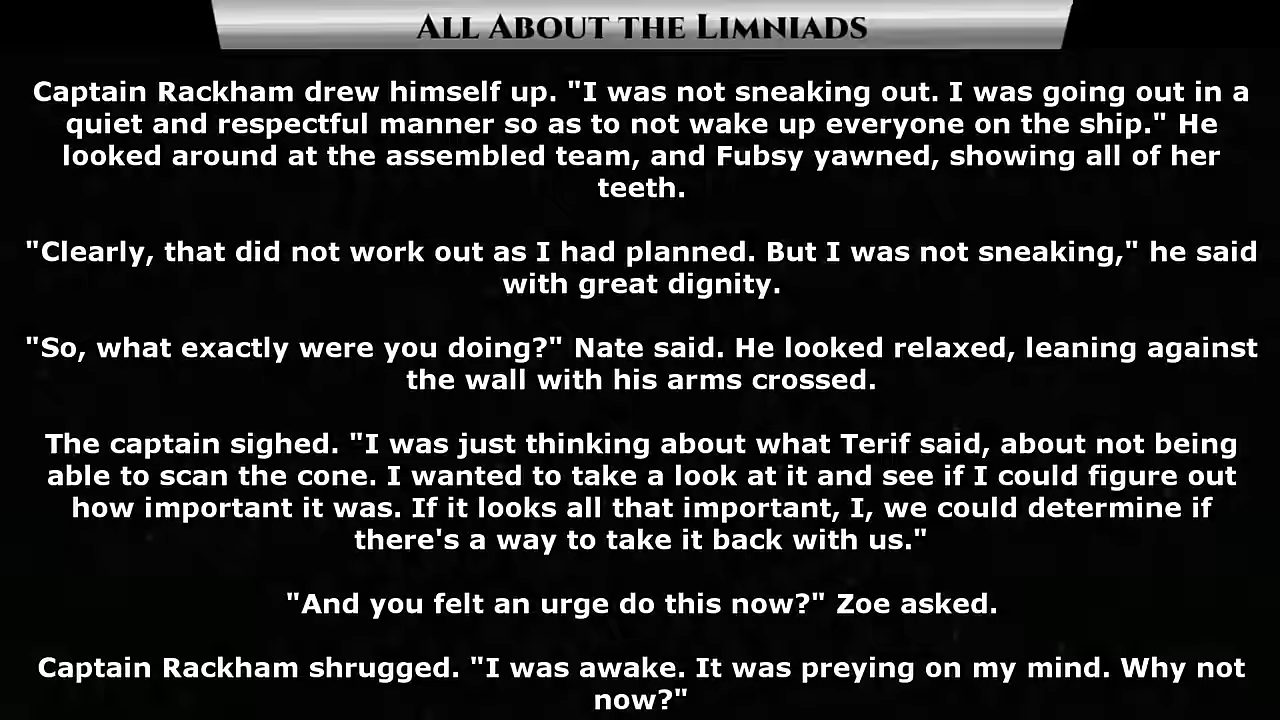 All About the Limniads
Captain Rackham drew himself up. "I was not sneaking out. I was going out in a
quiet and respectful manner so as to not wake up everyone on the ship." He
looked around at the assembled team, and Fubsy yawned, showing all of her
teeth.
"Clearly, that did not work out as I had planned. But I was not sneaking," he said
with great dignity.
"So, what exactly were you doing?" Nate said. He looked relaxed, leaning against
the wall with his arms crossed.
The captain sighed. "I was just thinking about what Terif said, about not being
able to scan the cone. I wanted to take a look at it and see if I could figure out
how important it was. If it looks all that important, I, we could determine if
there's a way to take it back with us."
"And you felt an urge do this now?" Zoe asked.
Captain Rackham shrugged. "I was awake. It was preying on my mind. Why not
now?"